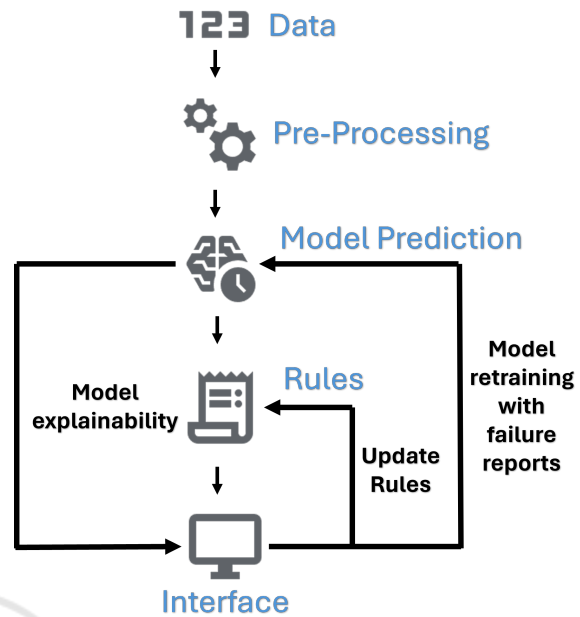 123 Data
Pre-Processing
Model Prediction
Rules
Model
explainability
Model
retraining
with
failure
reports
Update
Rules
Interface